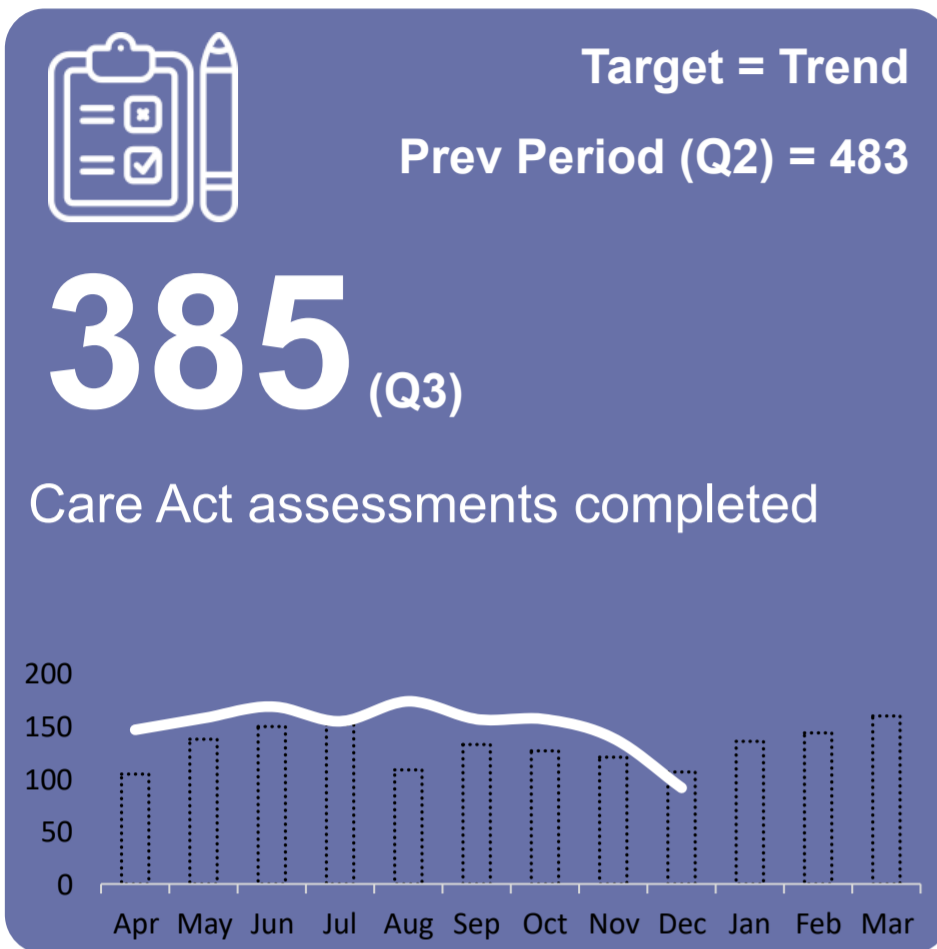 Target = Trend
Prev Period (Q2) = 483
385 (Q3)
Care Act assessments completed
200
150
100
50
0
Apr May Jun Jul Aug Sep Oct Nov Dec Jan Feb Mar